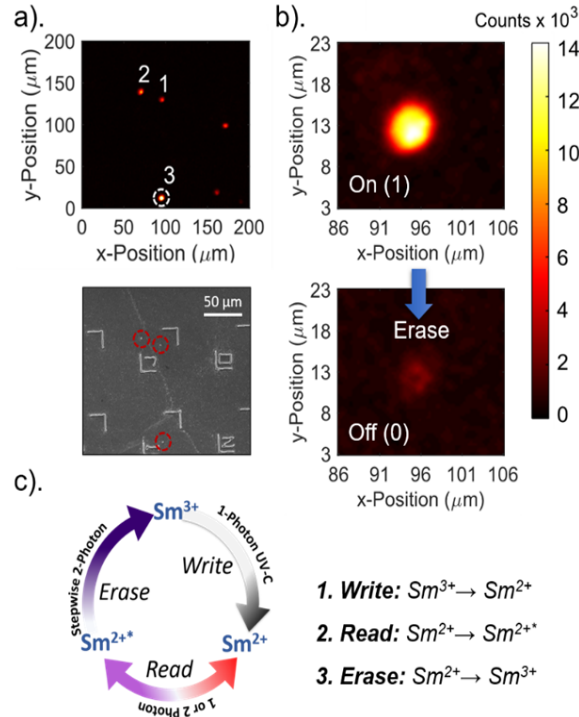 a).
200
150
100
50
0
y-Position (μm)
2
1
3
0 50 100 150 200
x-Position (μm)
50 μm
b).
Counts x 10³
23
18
13
8
3
y-Position (μm)
On (1)
86 91 96 101 106
x-Position (μm)
Erase
23
18
13
8
3
y-Position (μm)
Off (0)
86 91 96 101 106
x-Position (μm)
14
12
10
8
6
4
2
0
c).
Sm³⁺
1-Photon UV-C
Write
Stepwise 2-Photon
Erase
Sm²⁺*
Sm²⁺
Read
1 or 2 Photon
1. Write: Sm³⁺→ Sm²⁺
2. Read: Sm²⁺→ Sm²⁺*
3. Erase: Sm²⁺→ Sm³⁺